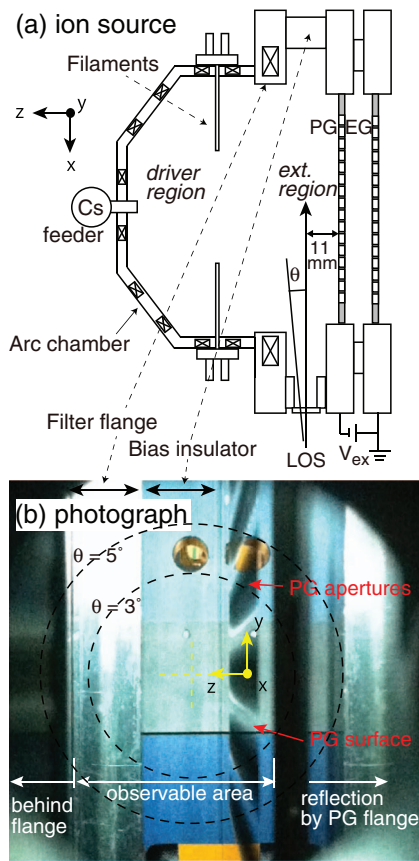 (a) ion source
Filaments
z
y
x
driver
region
PG
EG
ext.
region
Cs
feeder
11
mm
θ
Arc chamber
Filter flange
Bias insulator
LOS
Vex
(b) photograph
θ = 5°
θ = 3°
PG apertures
y
z
x
PG surface
behind
flange
observable area
reflection
by PG flange